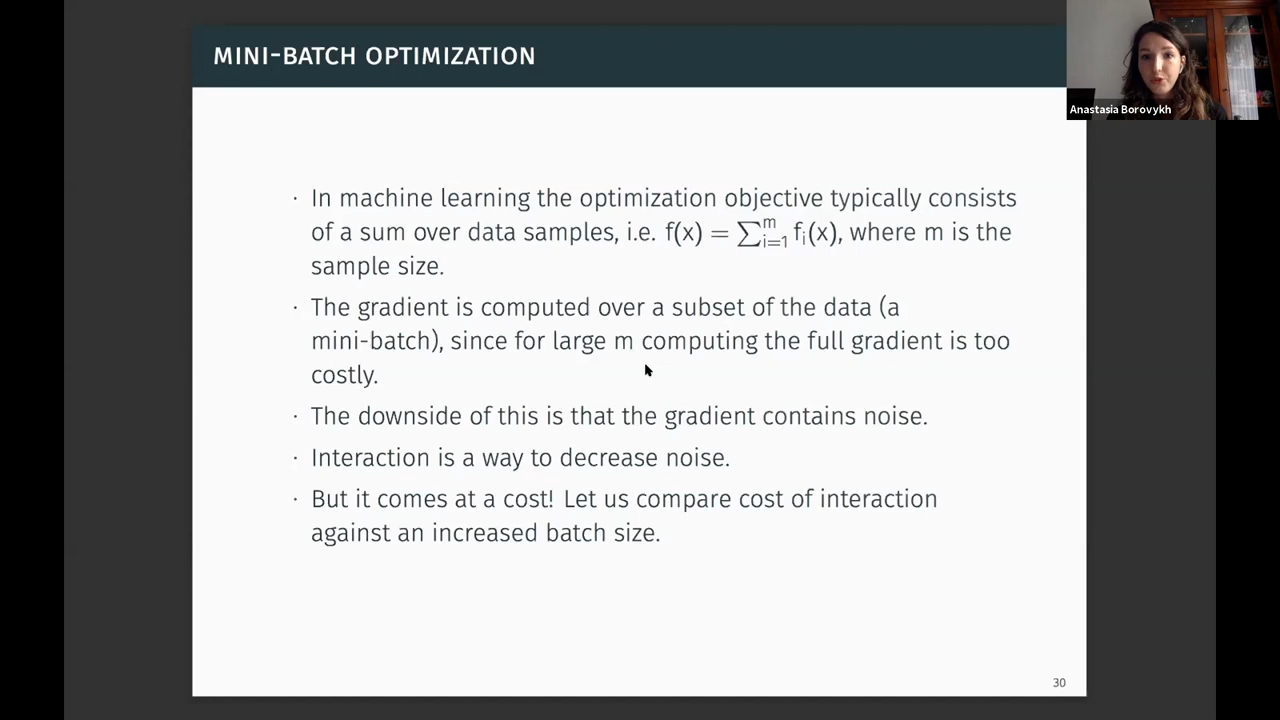 MINI-BATCH OPTIMIZATION
Anastasia Borovykh
· In machine learning the optimization objective typically consists
of a sum over data samples, i.e. f(x) = ∑ᵐᵢ₌₁ fᵢ(x), where m is the
sample size.
· The gradient is computed over a subset of the data (a
mini-batch), since for large m computing the full gradient is too
costly.
· The downside of this is that the gradient contains noise.
· Interaction is a way to decrease noise.
· But it comes at a cost! Let us compare cost of interaction
against an increased batch size.
30